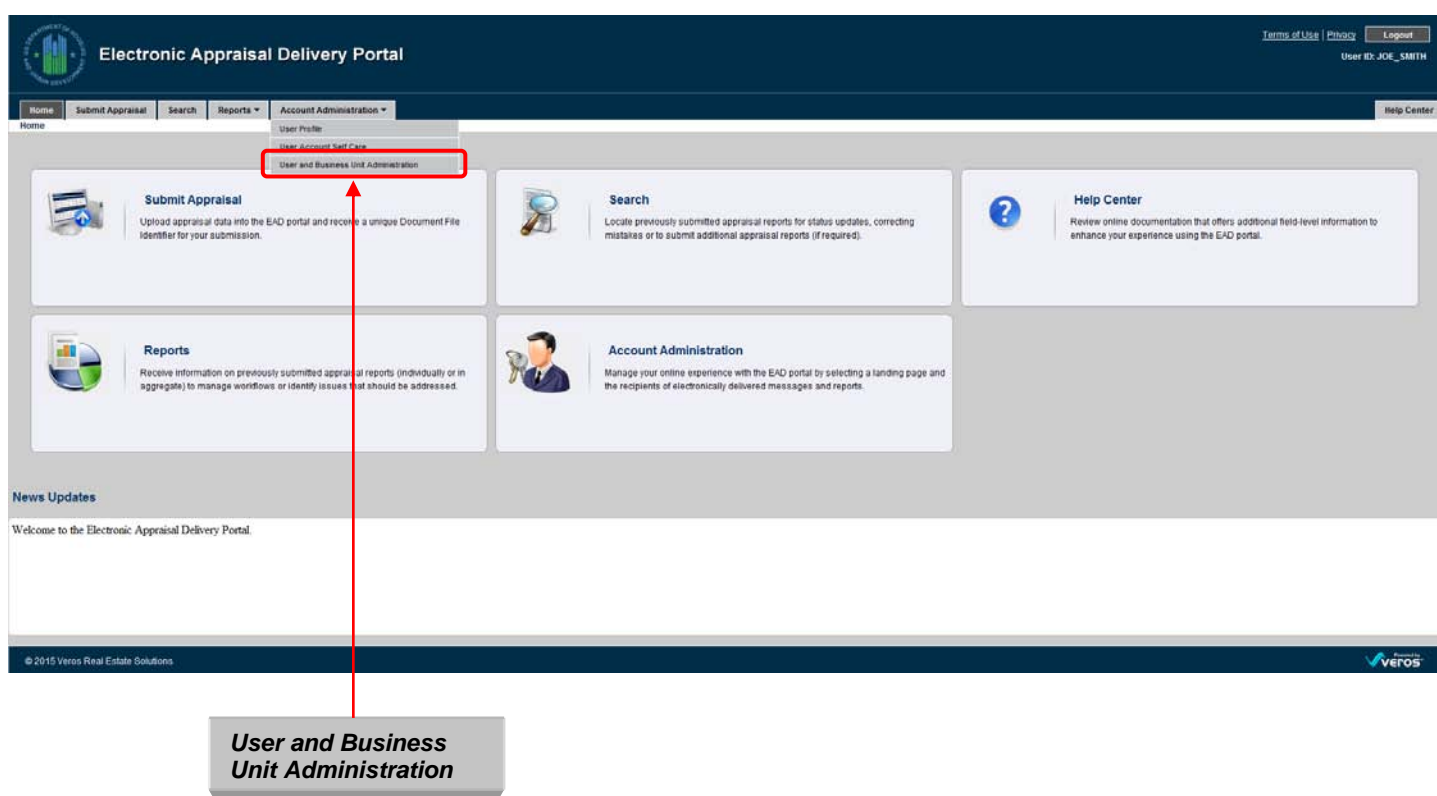 Electronic Appraisal Delivery Portal
Terms of Use | Privacy
Logout
User ID: JOE_SMITH
Home
Submit Appraisal
Search
Reports
Account Administration
Help Center
Home
User Profile
User Account Self Care
User and Business Unit Administration
Submit Appraisal
Upload appraisal data into the EAD portal and receive a unique Document File
Identifier for your submission.
Search
Locate previously submitted appraisal reports for status updates, correcting
mistakes or to submit additional appraisal reports (if required).
Help Center
Review online documentation that offers additional field-level information to
enhance your experience using the EAD portal.
Reports
Receive information on previously submitted appraisal reports (individually or in
aggregate) to manage workflows or identify issues that should be addressed.
Account Administration
Manage your online experience with the EAD portal by selecting a landing page and
the recipients of electronically delivered messages and reports.
News Updates
Welcome to the Electronic Appraisal Delivery Portal.
© 2015 Veros Real Estate Solutions
Powered by
veros
User and Business
Unit Administration